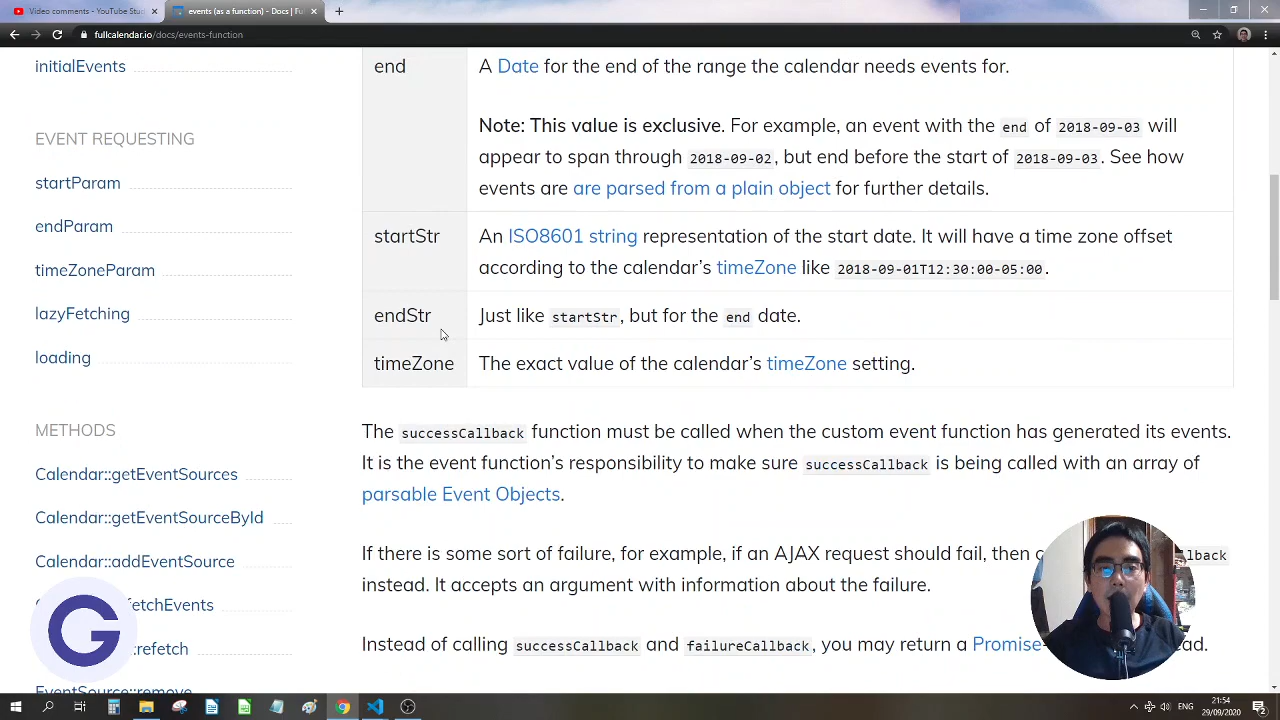 Video comments - YouTube Stud
events (as a function) - Docs | Ful
fullcalendar.io/docs/events-function
initialEvents
EVENT REQUESTING
startParam
endParam
timeZoneParam
lazyFetching
loading
METHODS
Calendar::getEventSources
Calendar::getEventSourceById
Calendar::addEventSource
fetchEvents
:refetch
EventSource::remove
end
A Date for the end of the range the calendar needs events for.
Note: This value is exclusive. For example, an event with the end of 2018-09-03 will
appear to span through 2018-09-02, but end before the start of 2018-09-03. See how
events are are parsed from a plain object for further details.
startStr
An ISO8601 string representation of the start date. It will have a time zone offset
according to the calendar's timeZone like 2018-09-01T12:30:00-05:00.
endStr
Just like startStr, but for the end date.
timeZone
The exact value of the calendar's timeZone setting.
The successCallback function must be called when the custom event function has generated its events.
It is the event function's responsibility to make sure successCallback is being called with an array of
parsable Event Objects.
If there is some sort of failure, for example, if an AJAX request should fail, then c llback
instead. It accepts an argument with information about the failure.
Instead of calling successCallback and failureCallback, you may return a Promise- ead.
G
ENG
21:54
29/09/2020
2